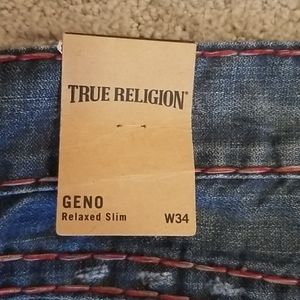 TRUE RELIGION®
GENO
Relaxed Slim W34